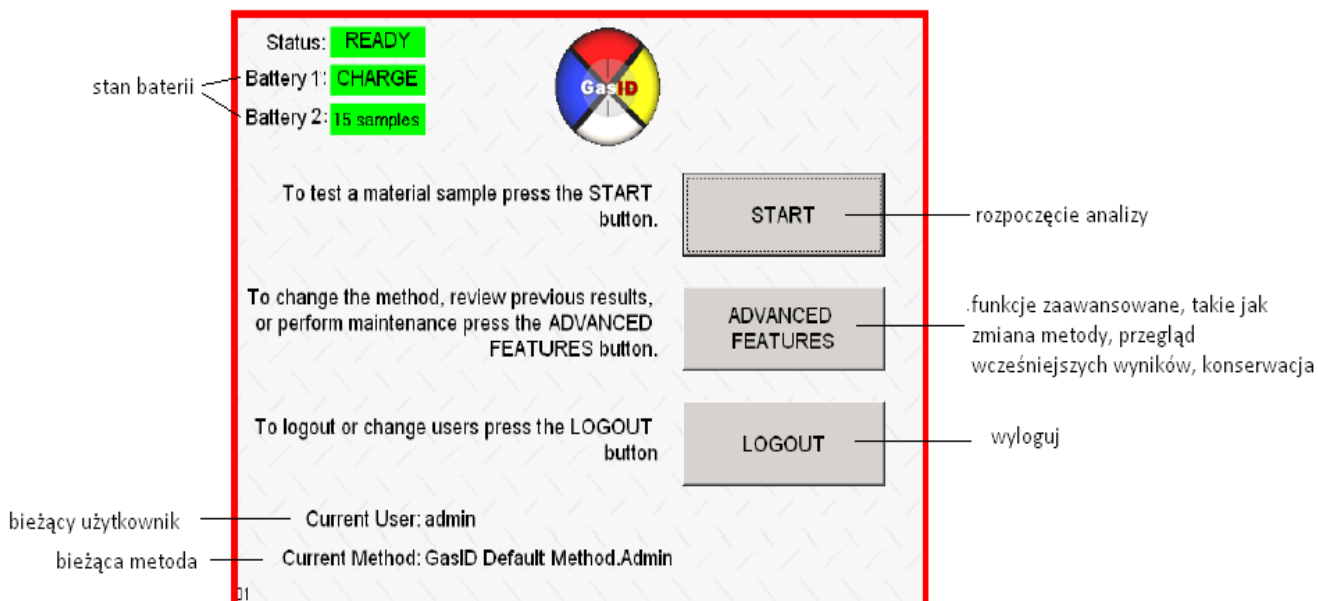 Status: READY
stan baterii
Battery 1: CHARGE
Battery 2: 15 samples
GasID
To test a material sample press the START
button.
START
rozpoczęcie analizy
To change the method, review previous results,
or perform maintenance press the ADVANCED
FEATURES button.
ADVANCED
FEATURES
.funkcje zaawansowane, takie jak
zmiana metody, przegląd
wcześniejszych wyników, konserwacja
To logout or change users press the LOGOUT
button
LOGOUT
wyloguj
bieżący użytkownik
Current User: admin
bieżąca metoda
Current Method: GasID Default Method.Admin
01